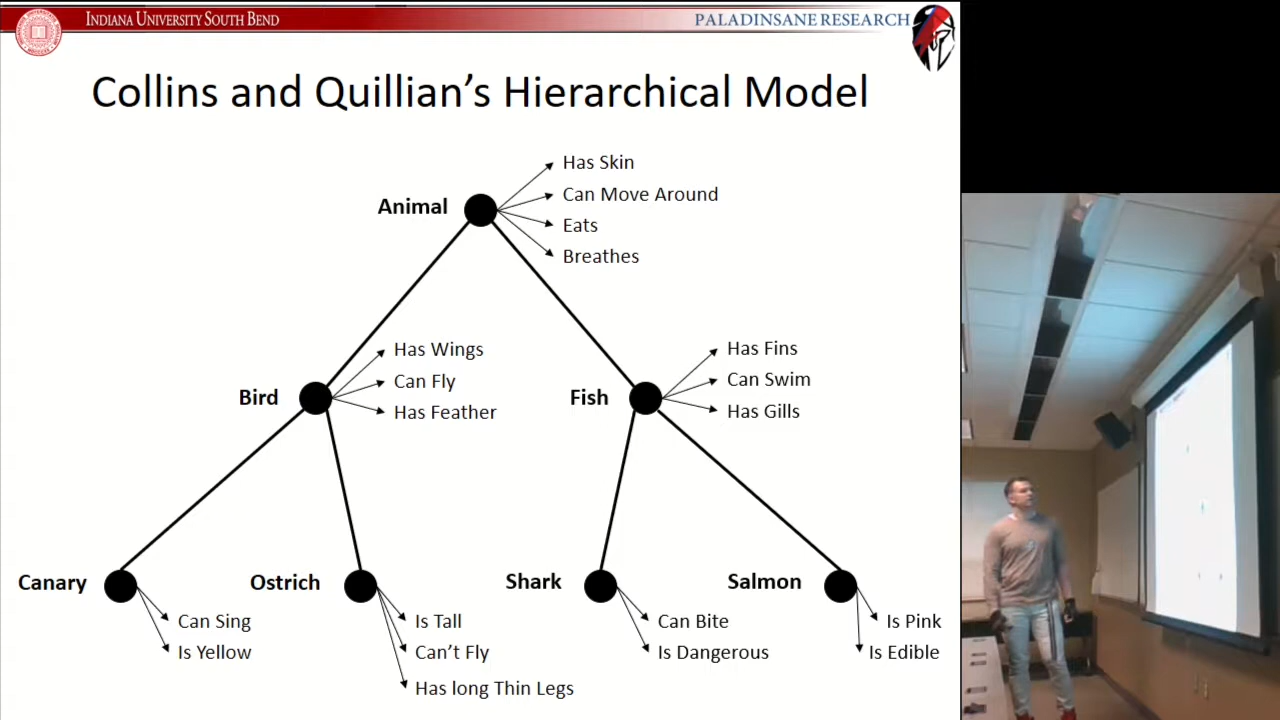 INDIANA UNIVERSITY SOUTH BEND
PALADINSANE RESEARCH
Collins and Quillian’s Hierarchical Model
Animal
Has Skin
Can Move Around
Eats
Breathes
Bird
Has Wings
Can Fly
Has Feather
Fish
Has Fins
Can Swim
Has Gills
Canary
Can Sing
Is Yellow
Ostrich
Is Tall
Can’t Fly
Has long Thin Legs
Shark
Can Bite
Is Dangerous
Salmon
Is Pink
Is Edible